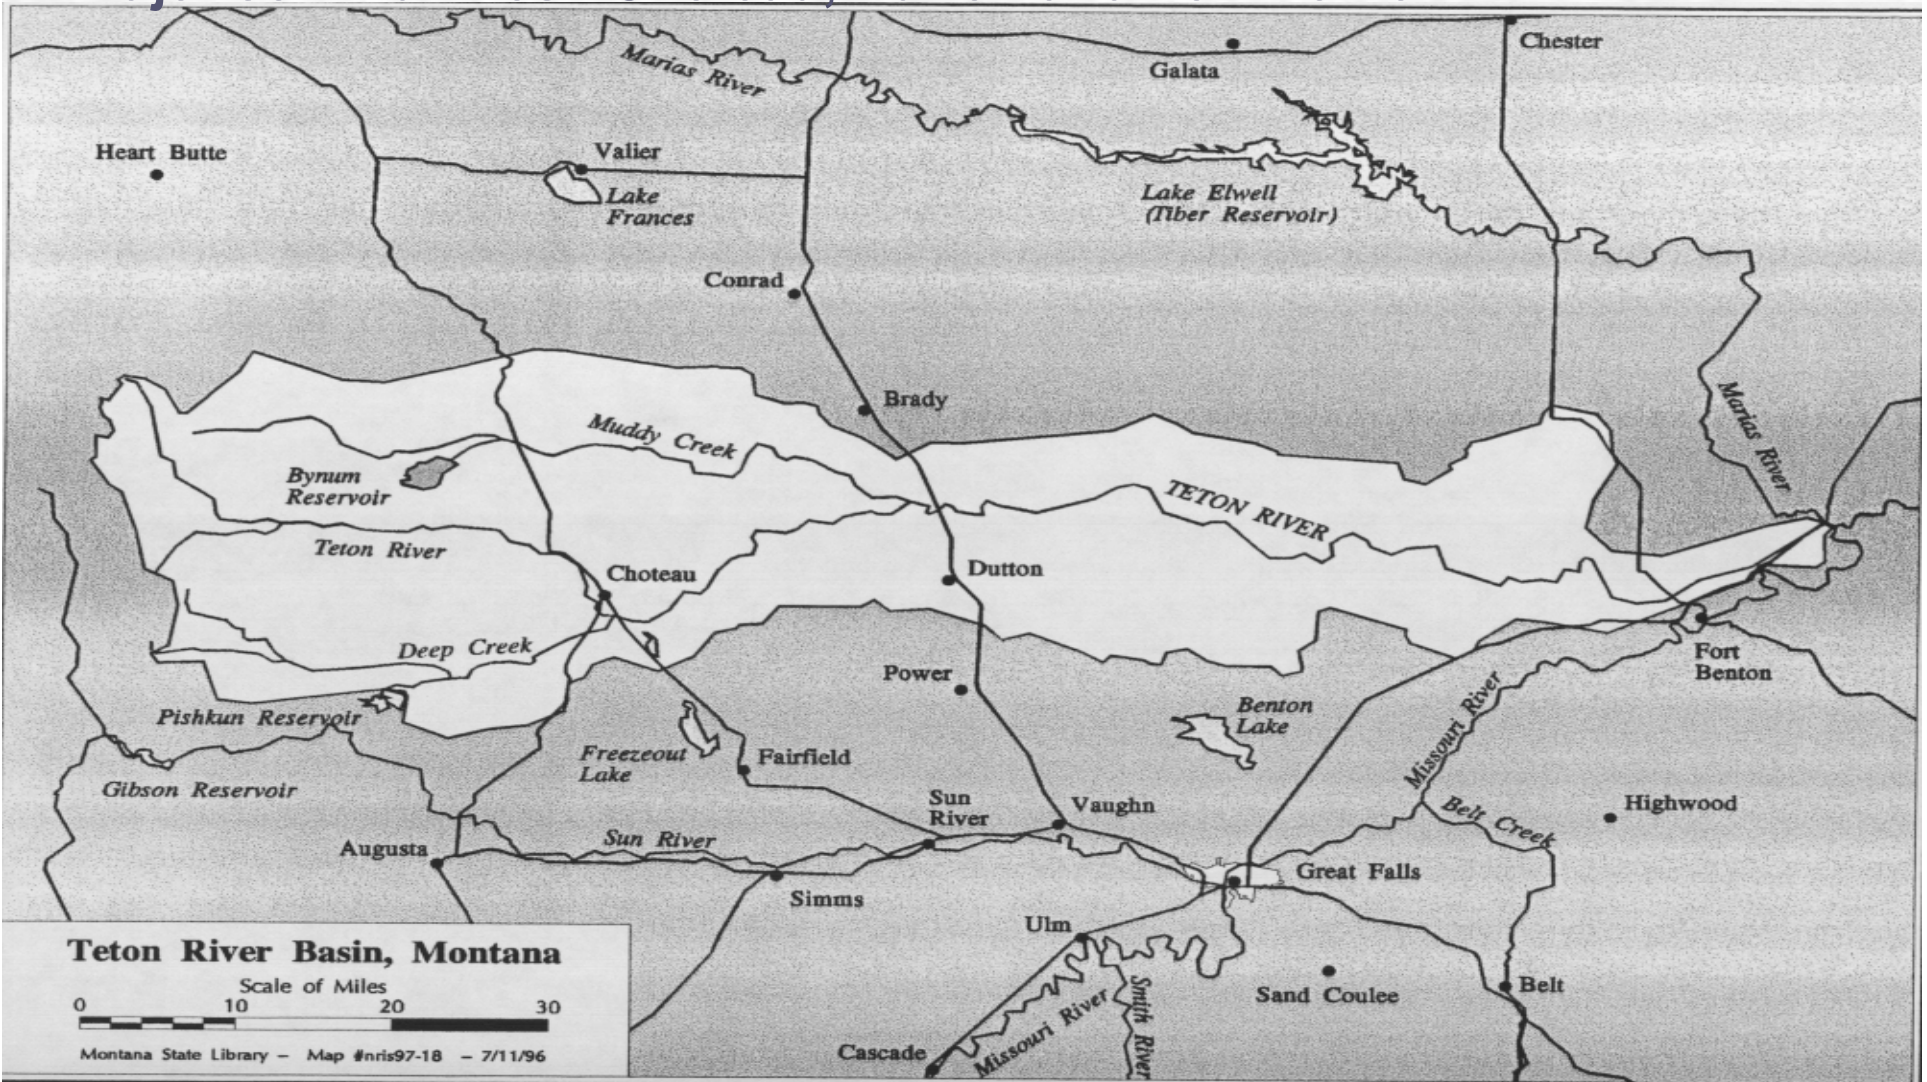 Marias River
Galata
Chester
Heart Butte
Valier
Lake
Frances
Lake Elwell
(Tiber Reservoir)
Conrad
Brady
Marias River
Muddy Creek
Bynum
Reservoir
TETON RIVER
Teton River
Choteau
Dutton
Deep Creek
Fort
Benton
Power
Pishkun Reservoir
Benton
Lake
Missouri River
Freezeout
Lake
Fairfield
Gibson Reservoir
Sun
River
Vaughn
Highwood
Belt Creek
Augusta
Sun River
Simms
Great Falls
Ulm
Sand Coulee
Belt
Smith River
Missouri River
Cascade
Teton River Basin, Montana
Scale of Miles
0 10 20 30
Montana State Library – Map #nris97-18 – 7/11/96